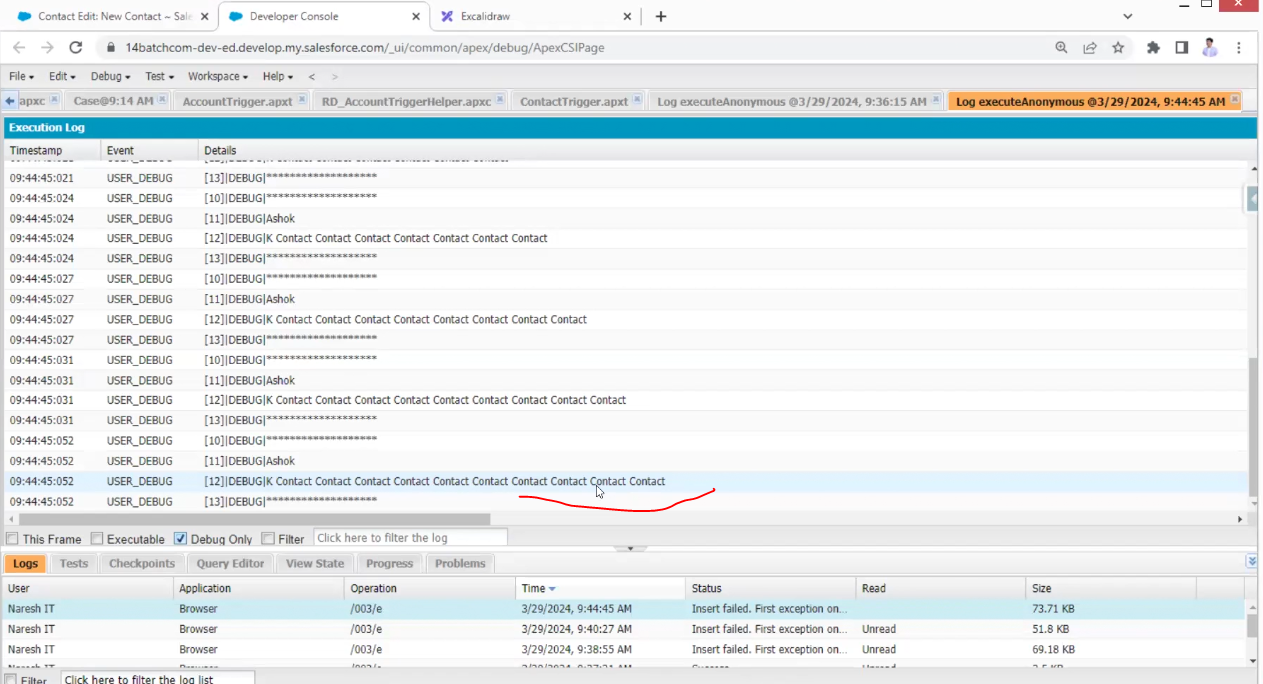 Contact Edit: New Contact ~ Sale
Developer Console
Excalidraw
14batchcom-dev-ed.develop.my.salesforce.com/_ui/common/apex/debug/ApexCSIPage
File Edit Debug Test Workspace Help < >
apxc Case@9:14 AM AccountTrigger.apxt RD_AccountTriggerHelper.apxc ContactTrigger.apxt Log executeAnonymous @3/29/2024, 9:36:15 AM Log executeAnonymous @3/29/2024, 9:44:45 AM
Execution Log
Timestamp Event Details
09:44:45:021 USER_DEBUG [13]|DEBUG|*******************
09:44:45:024 USER_DEBUG [10]|DEBUG|*******************
09:44:45:024 USER_DEBUG [11]|DEBUG|Ashok
09:44:45:024 USER_DEBUG [12]|DEBUG|K Contact Contact Contact Contact Contact Contact Contact
09:44:45:024 USER_DEBUG [13]|DEBUG|*******************
09:44:45:027 USER_DEBUG [10]|DEBUG|*******************
09:44:45:027 USER_DEBUG [11]|DEBUG|Ashok
09:44:45:027 USER_DEBUG [12]|DEBUG|K Contact Contact Contact Contact Contact Contact Contact Contact
09:44:45:027 USER_DEBUG [13]|DEBUG|*******************
09:44:45:031 USER_DEBUG [10]|DEBUG|*******************
09:44:45:031 USER_DEBUG [11]|DEBUG|Ashok
09:44:45:031 USER_DEBUG [12]|DEBUG|K Contact Contact Contact Contact Contact Contact Contact Contact Contact
09:44:45:031 USER_DEBUG [13]|DEBUG|*******************
09:44:45:052 USER_DEBUG [10]|DEBUG|*******************
09:44:45:052 USER_DEBUG [11]|DEBUG|Ashok
09:44:45:052 USER_DEBUG [12]|DEBUG|K Contact Contact Contact Contact Contact Contact Contact Contact Contact Contact
09:44:45:052 USER_DEBUG [13]|DEBUG|*******************
This Frame Executable Debug Only Filter Click here to filter the log
Logs Tests Checkpoints Query Editor View State Progress Problems
User Application Operation Time Status Read Size
Naresh IT Browser /003/e 3/29/2024, 9:44:45 AM Insert failed. First exception on... 73.71 KB
Naresh IT Browser /003/e 3/29/2024, 9:40:27 AM Insert failed. First exception on... Unread 51.8 KB
Naresh IT Browser /003/e 3/29/2024, 9:38:55 AM Insert failed. First exception on... Unread 69.18 KB
Filter Click here to filter the log list